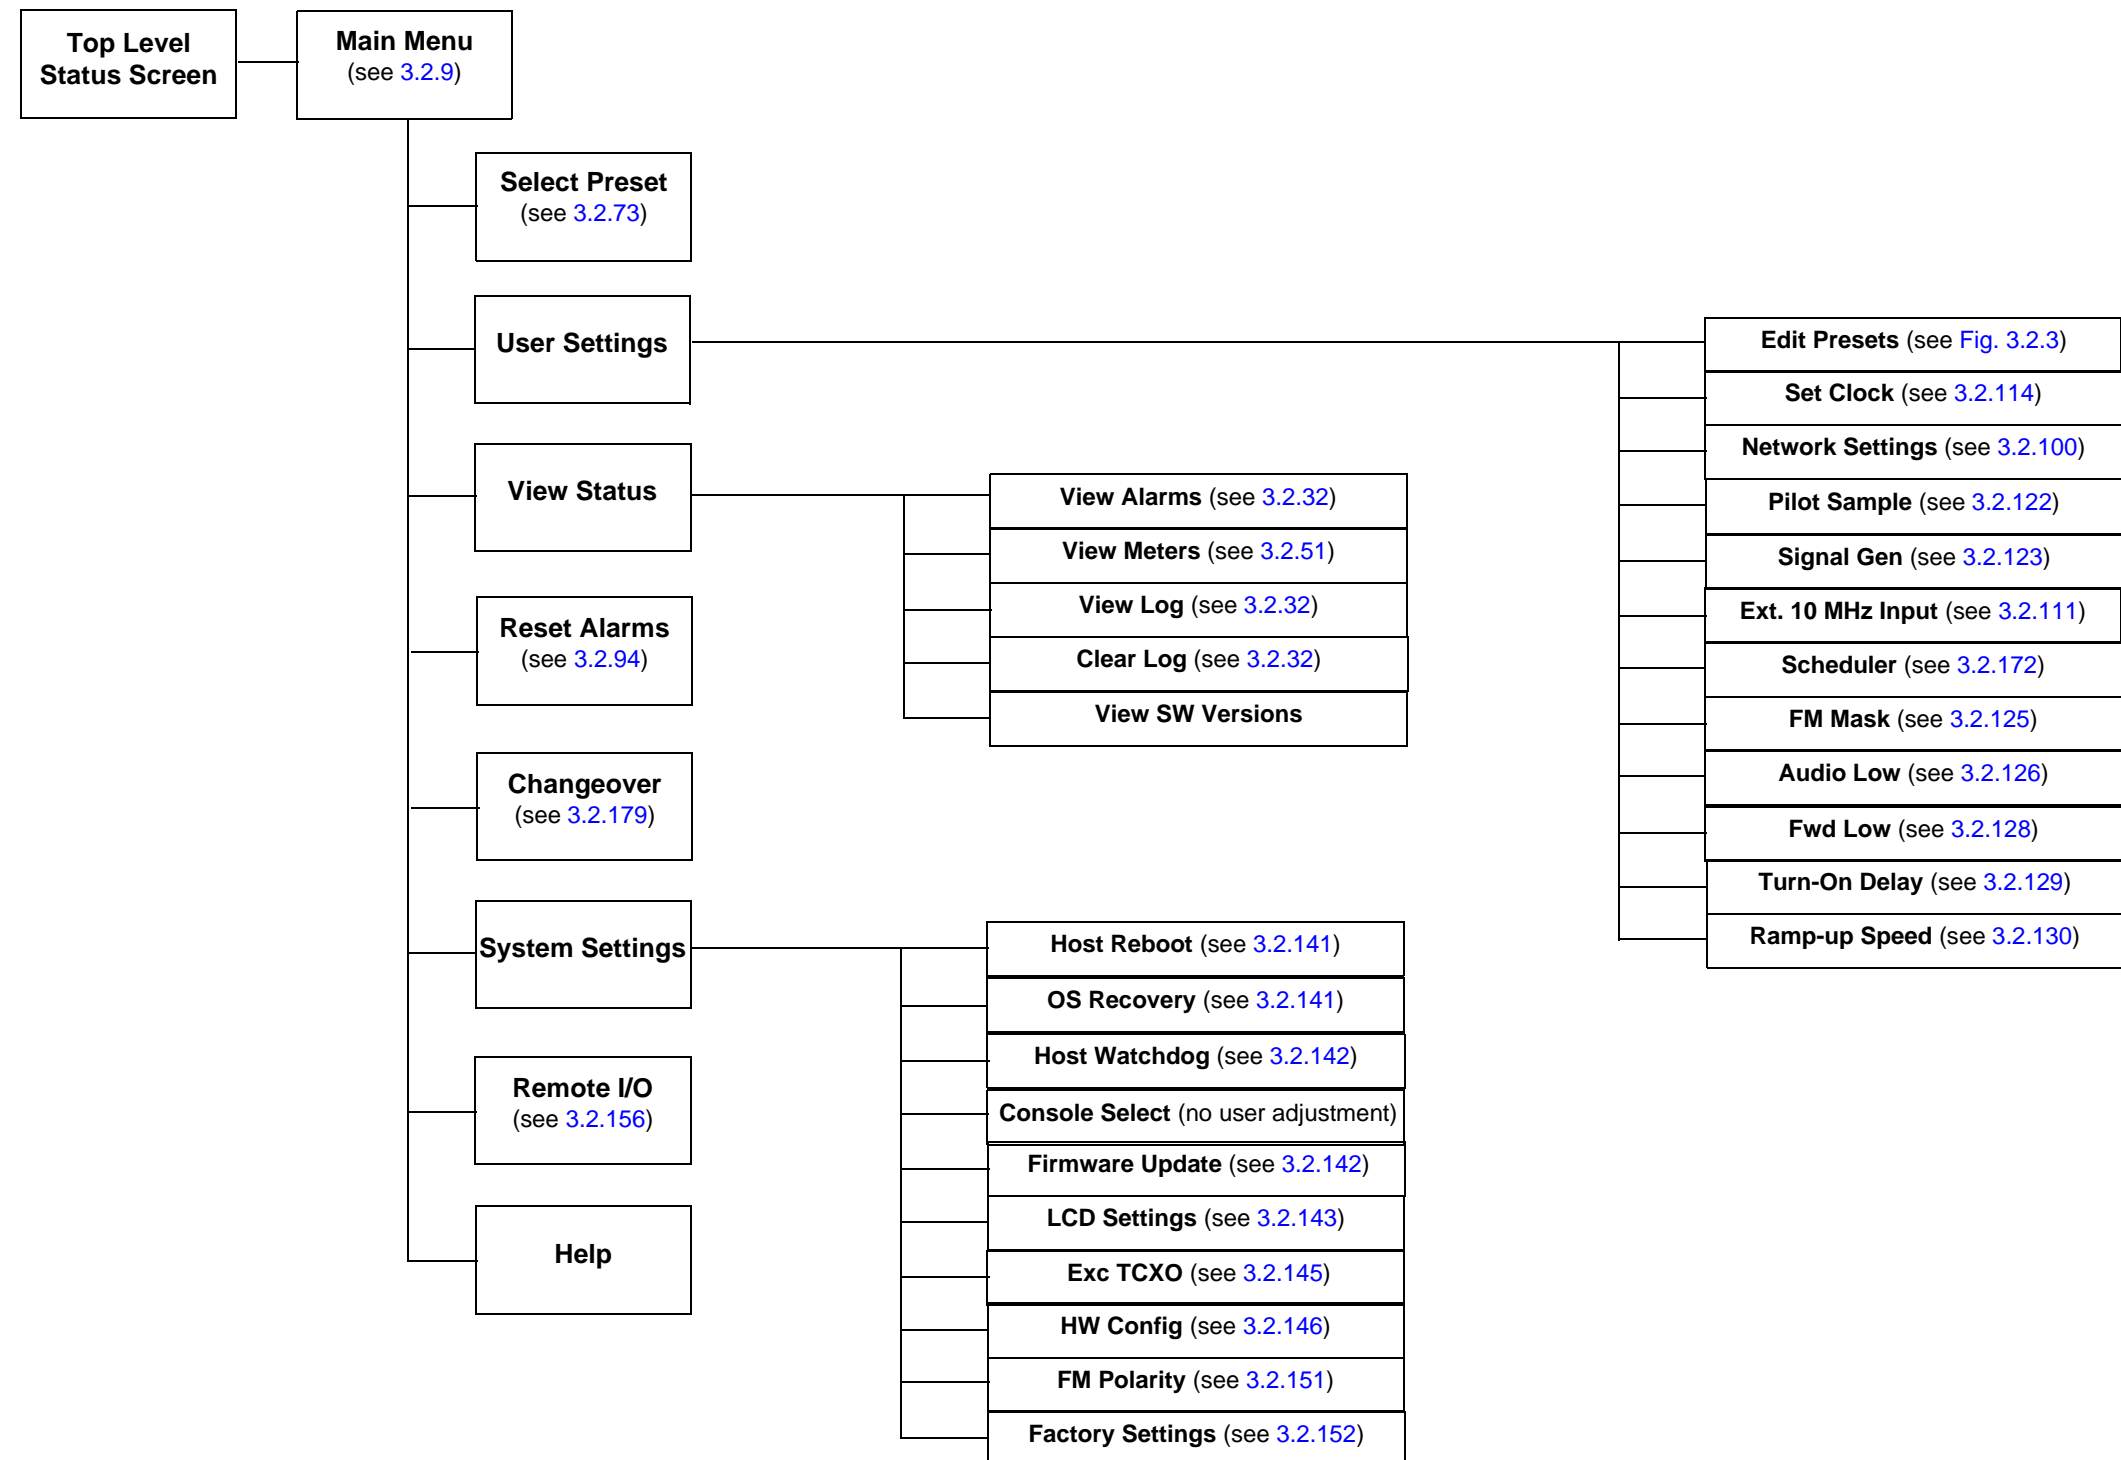 Top Level
Status Screen
Main Menu
(see 3.2.9)
Select Preset
(see 3.2.73)
User Settings
View Status
Reset Alarms
(see 3.2.94)
Changeover
(see 3.2.179)
System Settings
Remote I/O
(see 3.2.156)
Help
View Alarms (see 3.2.32)
View Meters (see 3.2.51)
View Log (see 3.2.32)
Clear Log (see 3.2.32)
View SW Versions
Host Reboot (see 3.2.141)
OS Recovery (see 3.2.141)
Host Watchdog (see 3.2.142)
Console Select (no user adjustment)
Firmware Update (see 3.2.142)
LCD Settings (see 3.2.143)
Exc TCXO (see 3.2.145)
HW Config (see 3.2.146)
FM Polarity (see 3.2.151)
Factory Settings (see 3.2.152)
Edit Presets (see Fig. 3.2.3)
Set Clock (see 3.2.114)
Network Settings (see 3.2.100)
Pilot Sample (see 3.2.122)
Signal Gen (see 3.2.123)
Ext. 10 MHz Input (see 3.2.111)
Scheduler (see 3.2.172)
FM Mask (see 3.2.125)
Audio Low (see 3.2.126)
Fwd Low (see 3.2.128)
Turn-On Delay (see 3.2.129)
Ramp-up Speed (see 3.2.130)